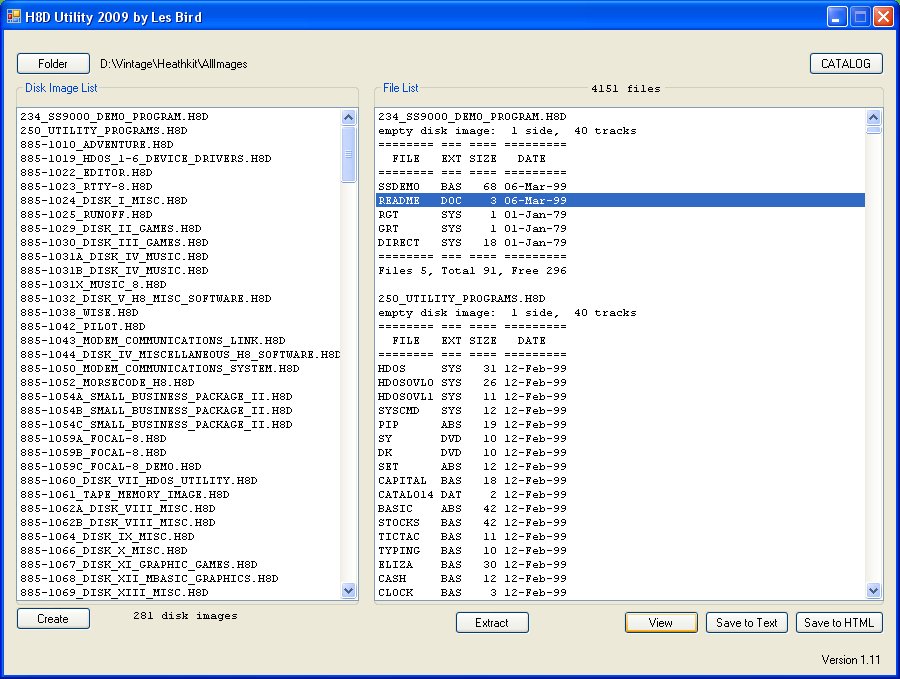 H8D Utility 2009 by Les Bird
Folder
D:\Vintage\Heathkit\AllImages
CATALOG
Disk Image List
234_SS9000_DEMO_PROGRAM.H8D
250_UTILITY_PROGRAMS.H8D
885-1010_ADVENTURE.H8D
885-1019_HDOS_1-6_DEVICE_DRIVERS.H8D
885-1022_EDITOR.H8D
885-1023_RTTY-8.H8D
885-1024_DISK_I_MISC.H8D
885-1025_RUNOFF.H8D
885-1029_DISK_II_GAMES.H8D
885-1030_DISK_III_GAMES.H8D
885-1031A_DISK_IV_MUSIC.H8D
885-1031B_DISK_IV_MUSIC.H8D
885-1031X_MUSIC_8.H8D
885-1032_DISK_V_H8_MISC_SOFTWARE.H8D
885-1038_WISE.H8D
885-1042_PILOT.H8D
885-1043_MODEM_COMMUNICATIONS_LINK.H8D
885-1044_DISK_IV_MISCELLANEOUS_H8_SOFTWARE.H8D
885-1050_MODEM_COMMUNICATIONS_SYSTEM.H8D
885-1052_MORSECODE_H8.H8D
885-1054A_SMALL_BUSINESS_PACKAGE_II.H8D
885-1054B_SMALL_BUSINESS_PACKAGE_II.H8D
885-1054C_SMALL_BUSINESS_PACKAGE_II.H8D
885-1059A_FOCAL-8.H8D
885-1059B_FOCAL-8.H8D
885-1059C_FOCAL-8_DEMO.H8D
885-1060_DISK_VII_HDOS_UTILITY.H8D
885-1061_TAPE_MEMORY_IMAGE.H8D
885-1062A_DISK_VIII_MISC.H8D
885-1062B_DISK_VIII_MISC.H8D
885-1064_DISK_IX_MISC.H8D
885-1066_DISK_X_MISC.H8D
885-1067_DISK_XI_GRAPHIC_GAMES.H8D
885-1068_DISK_XII_MBASIC_GRAPHICS.H8D
885-1069_DISK_XIII_MISC.H8D
Create
281 disk images
File List
4151 files
234_SS9000_DEMO_PROGRAM.H8D
empty disk image: 1 side, 40 tracks
======== === ==== =========
FILE EXT SIZE DATE
======== === ==== =========
SSDEMO BAS 68 06-Mar-99
README DOC 3 06-Mar-99
RGT SYS 1 01-Jan-79
GRT SYS 1 01-Jan-79
DIRECT SYS 18 01-Jan-79
======== === ==== =========
Files 5, Total 91, Free 296
250_UTILITY_PROGRAMS.H8D
empty disk image: 1 side, 40 tracks
======== === ==== =========
FILE EXT SIZE DATE
======== === ==== =========
HDOS SYS 31 12-Feb-99
HDOSOVL0 SYS 26 12-Feb-99
HDOSOVL1 SYS 11 12-Feb-99
SYSCMD SYS 12 12-Feb-99
PIP ABS 19 12-Feb-99
SY DVD 10 12-Feb-99
DK DVD 10 12-Feb-99
SET ABS 12 12-Feb-99
CAPITAL BAS 18 12-Feb-99
CATALO14 DAT 2 12-Feb-99
BASIC ABS 42 12-Feb-99
STOCKS BAS 42 12-Feb-99
TICTAC BAS 11 12-Feb-99
TYPING BAS 10 12-Feb-99
ELIZA BAS 30 12-Feb-99
CASH BAS 12 12-Feb-99
CLOCK BAS 3 12-Feb-99
Extract
View
Save to Text
Save to HTML
Version 1.11